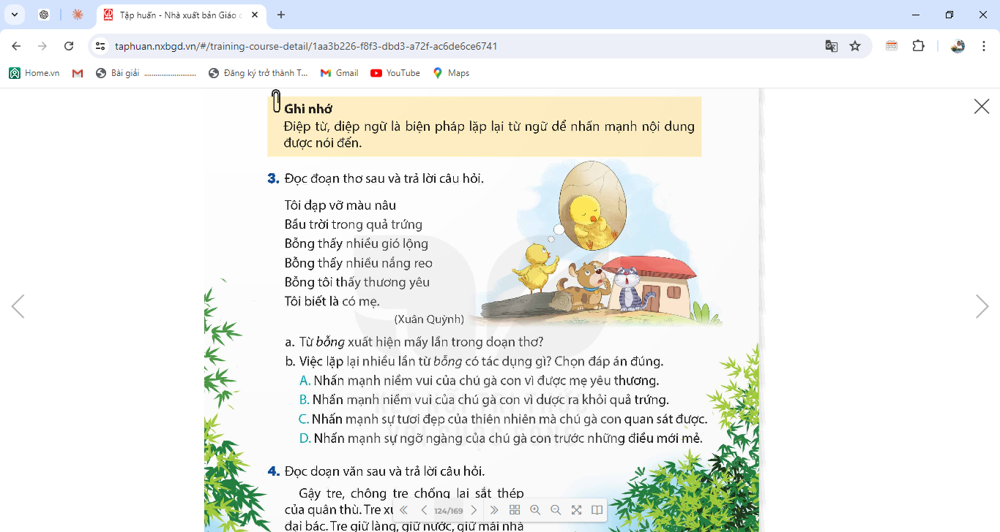 Tập huấn - Nhà xuất bản Giáo d
taphuan.nxbgd.vn/#/training-course-detail/1aa3b226-f8f3-dbd3-a72f-ac6de6ce6741
Home.vn Bài giải ........................... Đăng ký trở thành T... Gmail YouTube Maps
Ghi nhớ
Điệp từ, điệp ngữ là biện pháp lặp lại từ ngữ để nhấn mạnh nội dung
được nói đến.
3. Đọc đoạn thơ sau và trả lời câu hỏi.
Tôi đạp vỡ màu nâu
Bầu trời trong quả trứng
Bỗng thấy nhiều gió lộng
Bỗng thấy nhiều nắng reo
Bỗng tôi thấy thương yêu
Tôi biết là có mẹ.
(Xuân Quỳnh)
a. Từ bỗng xuất hiện mấy lần trong đoạn thơ?
b. Việc lặp lại nhiều lần từ bỗng có tác dụng gì? Chọn đáp án đúng.
A. Nhấn mạnh niềm vui của chú gà con vì được mẹ yêu thương.
B. Nhấn mạnh niềm vui của chú gà con vì được ra khỏi quả trứng.
C. Nhấn mạnh sự tươi đẹp của thiên nhiên mà chú gà con quan sát được.
D. Nhấn mạnh sự ngỡ ngàng của chú gà con trước những điều mới mẻ.
KẾT NỐI TRI THỨC
VỚI CUỘC SỐNG
4. Đọc đoạn văn sau và trả lời câu hỏi.
Gậy tre, chông tre chống lại sắt thép
của quân thù. Tre
124/169
đại bác. Tre giữ làng, giữ nước, giữ mái nhà